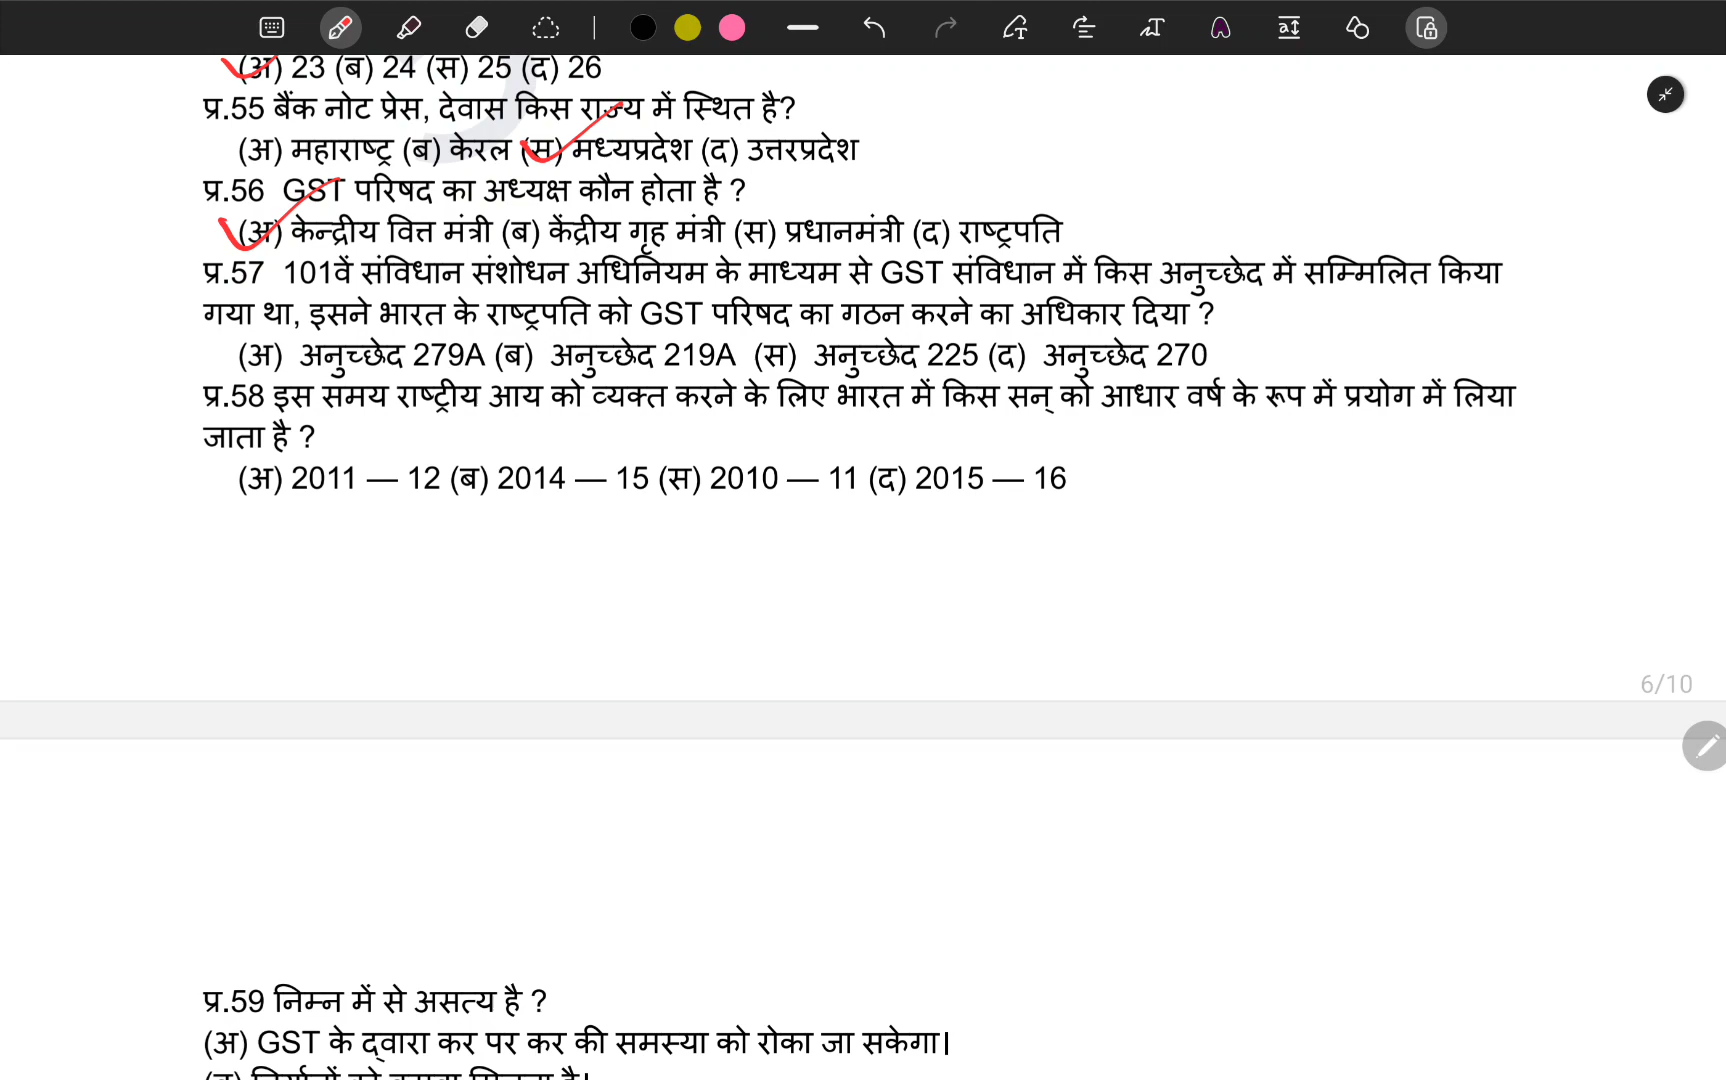 (अ) 23 (ब) 24 (स) 25 (द) 26
प्र.55 बैंक नोट प्रेस, देवास किस राज्य में स्थित है?
(अ) महाराष्ट्र (ब) केरल (स) मध्यप्रदेश (द) उत्तरप्रदेश
प्र.56 GST परिषद का अध्यक्ष कौन होता है ?
(अ) केन्द्रीय वित्त मंत्री (ब) केंद्रीय गृह मंत्री (स) प्रधानमंत्री (द) राष्ट्रपति
प्र.57 101वें संविधान संशोधन अधिनियम के माध्यम से GST संविधान में किस अनुच्छेद में सम्मिलित किया
गया था, इसने भारत के राष्ट्रपति को GST परिषद का गठन करने का अधिकार दिया ?
(अ) अनुच्छेद 279A (ब) अनुच्छेद 219A (स) अनुच्छेद 225 (द) अनुच्छेद 270
प्र.58 इस समय राष्ट्रीय आय को व्यक्त करने के लिए भारत में किस सन् को आधार वर्ष के रूप में प्रयोग में लिया
जाता है ?
(अ) 2011 — 12 (ब) 2014 — 15 (स) 2010 — 11 (द) 2015 — 16
6/10
प्र.59 निम्न में से असत्य है ?
(अ) GST के द्वारा कर पर कर की समस्या को रोका जा सकेगा।